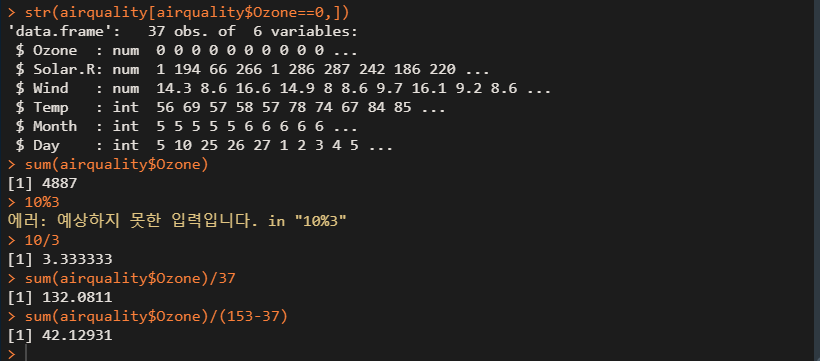 > str(airquality[airquality$Ozone==0,])
'data.frame':   37 obs. of  6 variables:
 $ Ozone  : num  0 0 0 0 0 0 0 0 0 0 ...
 $ Solar.R: num  1 194 66 266 1 286 287 242 186 220 ...
 $ Wind   : num  14.3 8.6 16.6 14.9 8 8.6 9.7 16.1 9.2 8.6 ...
 $ Temp   : int  56 69 57 58 57 78 74 67 84 85 ...
 $ Month  : int  5 5 5 5 5 6 6 6 6 6 ...
 $ Day    : int  5 10 25 26 27 1 2 3 4 5 ...
> sum(airquality$Ozone)
[1] 4887
> 10%3
에러: 예상하지 못한 입력입니다. in "10%3"
> 10/3
[1] 3.333333
> sum(airquality$Ozone)/37
[1] 132.0811
> sum(airquality$Ozone)/(153-37)
[1] 42.12931
>